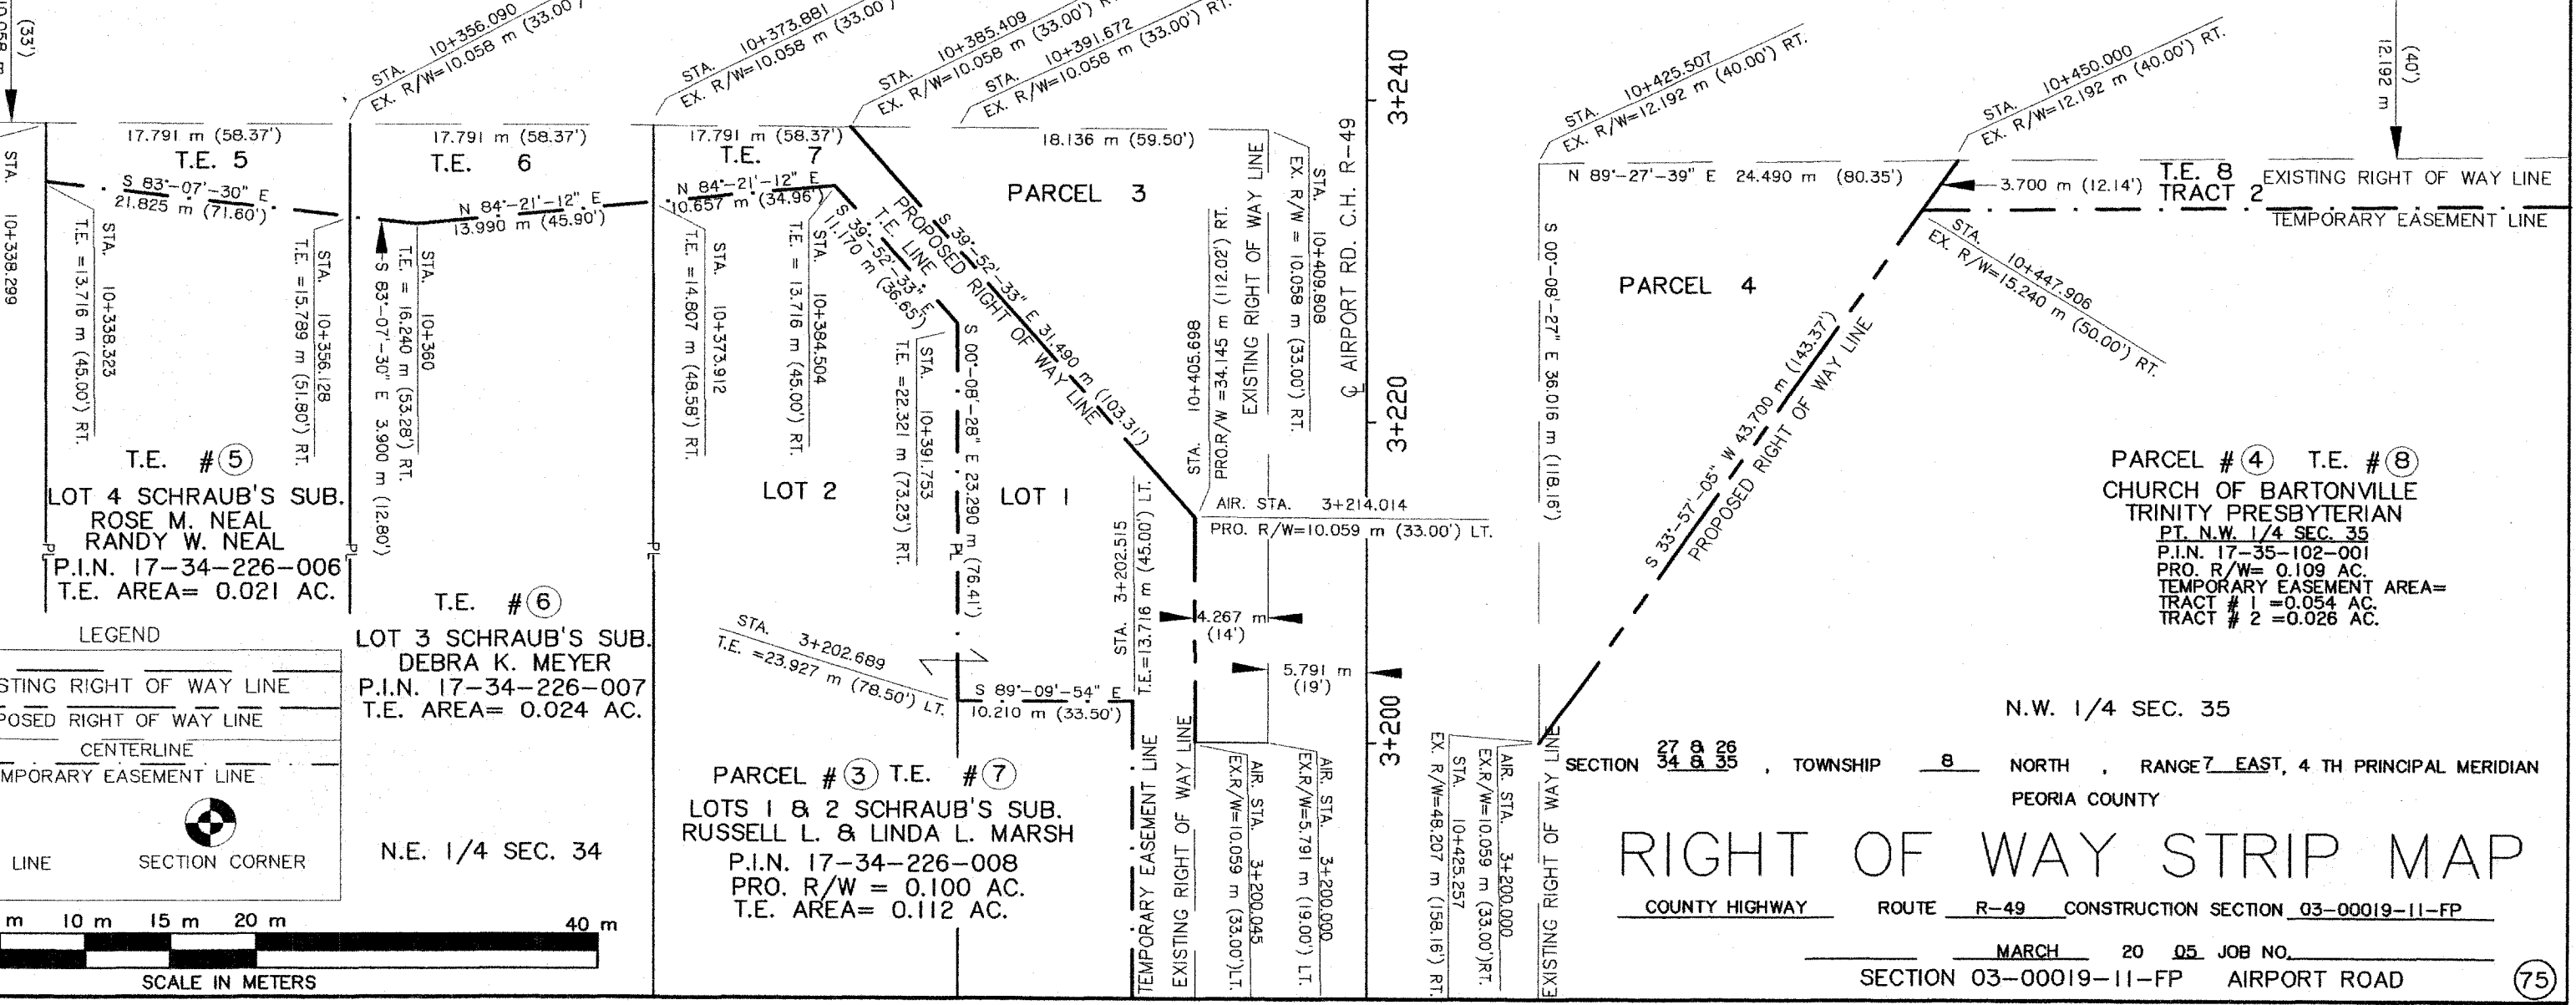 (33')
STA. 10+356.090
EX. R/W=10.058 m (33.00')
STA. 10+373.881
EX. R/W=10.058 m (33.00')
STA. 10+385.409
EX. R/W=10.058 m (33.00') RT.
STA. 10+391.672
EX. R/W=10.058 m (33.00') RT.
3+240
STA. 10+425.507
EX. R/W=12.192 m (40.00') RT.
STA. 10+450.000
EX. R/W=12.192 m (40.00') RT.
12.192 m
(40')
17.791 m (58.37')
T.E. 5
S 83°-07'-30" E
21.825 m (71.60')
17.791 m (58.37')
T.E. 6
N 84°-21'-12" E
13.990 m (45.90')
17.791 m (58.37')
T.E. 7
N 84°-21'-12" E
10.657 m (34.96')
18.136 m (59.50')
PARCEL 3
S 39°-52'-33" E
11.170 m (36.65')
T.E. LINE
S 39°-52'-33" E 31.490 m (103.31')
PROPOSED RIGHT OF WAY LINE
EXISTING RIGHT OF WAY LINE
STA. 10+409.808
EX. R/W = 10.058 m (33.00') RT.
STA. 10+405.698
PRO.R/W =34.145 m (112.02') RT.
℄ AIRPORT RD. C.H. R-49
3+220
N 89°-27'-39" E 24.490 m (80.35')
S 00°-08'-27" E 36.016 m (118.16')
PARCEL 4
S 33°-57'-05" W 43.700 m (143.37')
PROPOSED RIGHT OF WAY LINE
3.700 m (12.14')
T.E. 8
TRACT 2
EXISTING RIGHT OF WAY LINE
TEMPORARY EASEMENT LINE
STA. 10+447.906
EX. R/W=15.240 m (50.00') RT.
STA. 10+338.299
STA. 10+338.323
T.E. =13.716 m (45.00') RT.
STA. 10+356.128
T.E. =15.789 m (51.80') RT.
STA. 10+360
T.E. = 16.240 m (53.28') RT.
S 83°-07'-30" E 3.900 m (12.80')
STA. 10+373.912
T.E. =14.807 m (48.58') RT.
STA. 10+384.504
T.E. = 13.716 m (45.00') RT.
STA. 10+391.753
T.E. =22.321 m (73.23') RT.
S 00°-08'-28" E 23.290 m (76.41')
LOT 2
LOT 1
PL
PL
PL
PL
T.E. #5
LOT 4 SCHRAUB'S SUB.
ROSE M. NEAL
RANDY W. NEAL
P.I.N. 17-34-226-006
T.E. AREA= 0.021 AC.
T.E. #6
LOT 3 SCHRAUB'S SUB.
DEBRA K. MEYER
P.I.N. 17-34-226-007
T.E. AREA= 0.024 AC.
AIR. STA. 3+214.014
PRO. R/W=10.059 m (33.00') LT.
STA. 3+202.515
T.E.=13.716 m (45.00') LT.
4.267 m
(14')
5.791 m
(19')
STA. 3+202.689
T.E. =23.927 m (78.50') LT.
S 89°-09'-54" E
10.210 m (33.50')
3+200
PARCEL #3 T.E. #7
LOTS 1 & 2 SCHRAUB'S SUB.
RUSSELL L. & LINDA L. MARSH
P.I.N. 17-34-226-008
PRO. R/W = 0.100 AC.
T.E. AREA= 0.112 AC.
TEMPORARY EASEMENT LINE
EXISTING RIGHT OF WAY LINE
AIR. STA. 3+200.045
EX.R/W=10.059 m (33.00')LT.
AIR. STA. 3+200.000
EX.R/W=5.791 m (19.00') LT.
STA. 10+425.257
EX. R/W=48.207 m (158.16') RT.
AIR. STA. 3+200.000
EX.R/W=10.059 m (33.00')RT.
EXISTING RIGHT OF WAY LINE
PARCEL #4 T.E. #8
CHURCH OF BARTONVILLE
TRINITY PRESBYTERIAN
PT. N.W. 1/4 SEC. 35
P.I.N. 17-35-102-001
PRO. R/W= 0.109 AC.
TEMPORARY EASEMENT AREA=
TRACT # 1 =0.054 AC.
TRACT # 2 =0.026 AC.
LEGEND
STING RIGHT OF WAY LINE
POSED RIGHT OF WAY LINE
CENTERLINE
MPORARY EASEMENT LINE
LINE
SECTION CORNER
N.E. 1/4 SEC. 34
m 10 m 15 m 20 m 40 m
SCALE IN METERS
N.W. 1/4 SEC. 35
27 & 26
SECTION 34 & 35 , TOWNSHIP 8 NORTH , RANGE 7 EAST, 4 TH PRINCIPAL MERIDIAN
PEORIA COUNTY
RIGHT OF WAY STRIP MAP
COUNTY HIGHWAY ROUTE R-49 CONSTRUCTION SECTION 03-00019-11-FP
MARCH 20 05 JOB NO.
SECTION 03-00019-11-FP AIRPORT ROAD
75